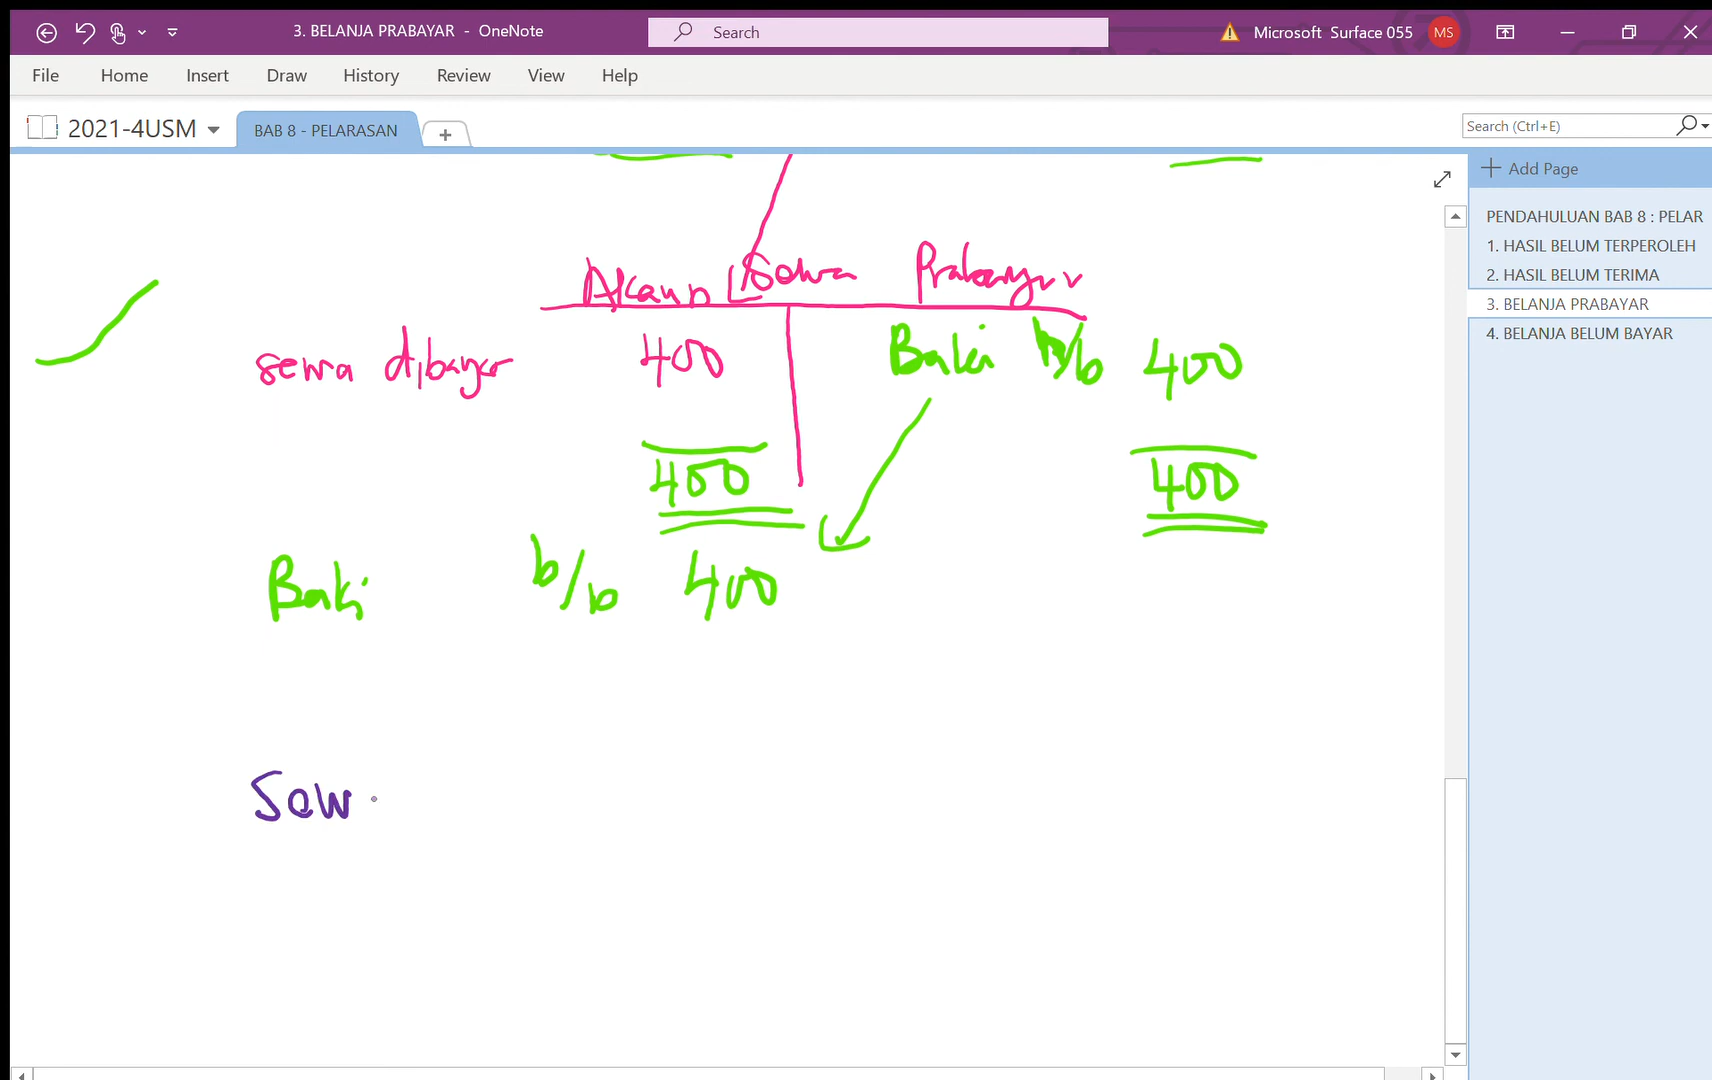 3. BELANJA PRABAYAR - OneNote
Search
Microsoft Surface 055
MS
File Home Insert Draw History Review View Help
2021-4USM
BAB 8 - PELARASAN
+
Search (Ctrl+E)
Add Page
PENDAHULUAN BAB 8 : PELAR
1. HASIL BELUM TERPEROLEH
2. HASIL BELUM TERIMA
3. BELANJA PRABAYAR
4. BELANJA BELUM BAYAR
Akaun Sewa Prabayar
sewa dibayar 400 Baki b/b 400
400 400
Baki b/b 400
Sew